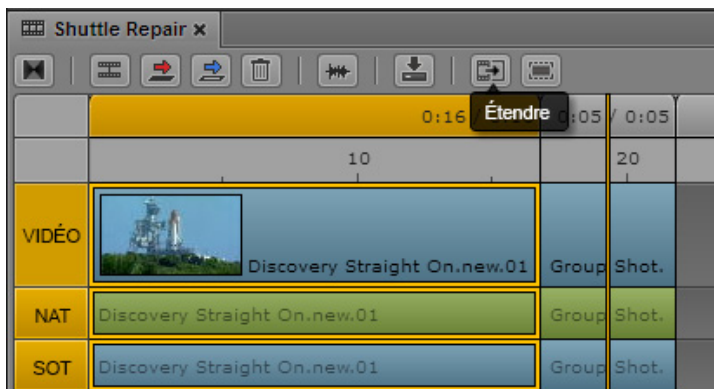 Shuttle Repair ×
0:16 / :05 / 0:05
Étendre
10 20
VIDÉO Discovery Straight On.new.01 Group Shot.
NAT Discovery Straight On.new.01 Group Shot.
SOT Discovery Straight On.new.01 Group Shot.